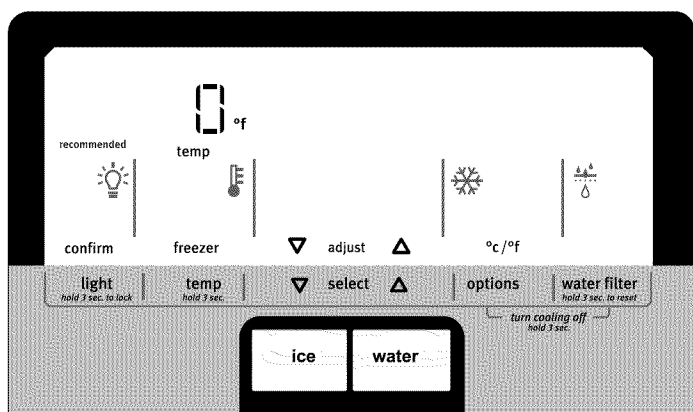 0 °f
recommended
temp
confirm freezer ▽ adjust △ °c/°f
light temp ▽ select △ options water filter
hold 3 sec. to lock hold 3 sec. hold 3 sec. to reset
turn cooling off
hold 3 sec.
ice water